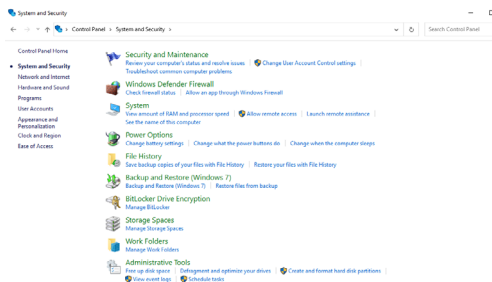 System and Security
Control Panel > System and Security >
Search Control Panel
Control Panel Home
System and Security
Network and Internet
Hardware and Sound
Programs
User Accounts
Appearance and
Personalization
Clock and Region
Ease of Access
Security and Maintenance
Review your computer's status and resolve issues | Change User Account Control settings |
Troubleshoot common computer problems
Windows Defender Firewall
Check firewall status | Allow an app through Windows Firewall
System
View amount of RAM and processor speed | Allow remote access | Launch remote assistance |
See the name of this computer
Power Options
Change battery settings | Change what the power buttons do | Change when the computer sleeps
File History
Save backup copies of your files with File History | Restore your files with File History
Backup and Restore (Windows 7)
Backup and Restore (Windows 7) | Restore files from backup
BitLocker Drive Encryption
Manage BitLocker
Storage Spaces
Manage Storage Spaces
Work Folders
Manage Work Folders
Administrative Tools
Free up disk space | Defragment and optimize your drives | Create and format hard disk partitions |
View event logs | Schedule tasks